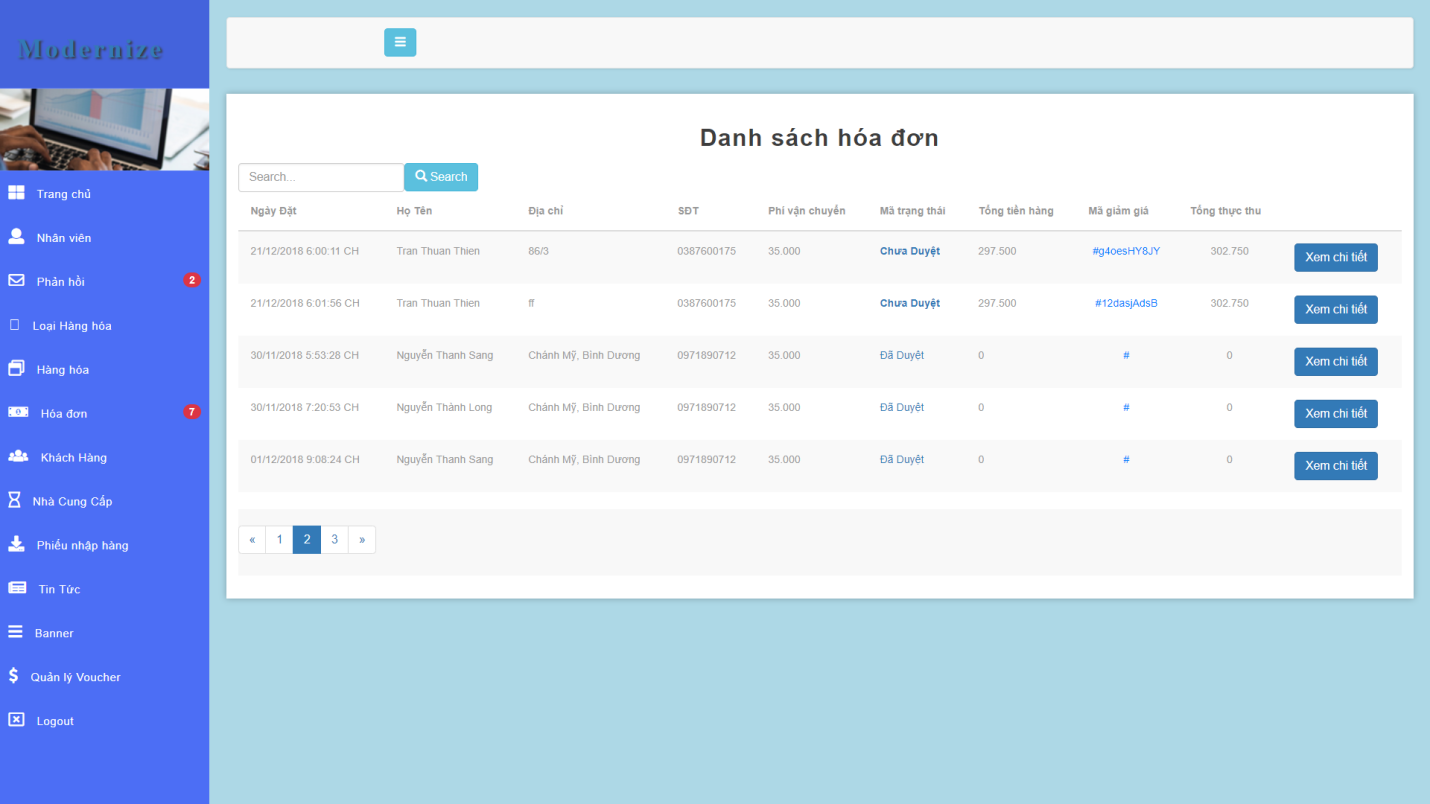 Modernize
Trang chủ
Nhân viên
Phản hồi 2
Loại Hàng hóa
Hàng hóa
Hóa đơn 7
Khách Hàng
Nhà Cung Cấp
Phiếu nhập hàng
Tin Tức
Banner
Quản lý Voucher
Logout
Danh sách hóa đơn
Search... Search
Ngày Đặt Họ Tên Địa chỉ SĐT Phí vận chuyển Mã trạng thái Tổng tiền hàng Mã giảm giá Tổng thực thu
21/12/2018 6:00:11 CH Tran Thuan Thien 86/3 0387600175 35.000 Chưa Duyệt 297.500 #g4oesHY8JY 302.750 Xem chi tiết
21/12/2018 6:01:56 CH Tran Thuan Thien ff 0387600175 35.000 Chưa Duyệt 297.500 #12dasjAdsB 302.750 Xem chi tiết
30/11/2018 5:53:28 CH Nguyễn Thanh Sang Chánh Mỹ, Bình Dương 0971890712 35.000 Đã Duyệt 0 # 0 Xem chi tiết
30/11/2018 7:20:53 CH Nguyễn Thành Long Chánh Mỹ, Bình Dương 0971890712 35.000 Đã Duyệt 0 # 0 Xem chi tiết
01/12/2018 9:08:24 CH Nguyễn Thanh Sang Chánh Mỹ, Bình Dương 0971890712 35.000 Đã Duyệt 0 # 0 Xem chi tiết
« 1 2 3 »